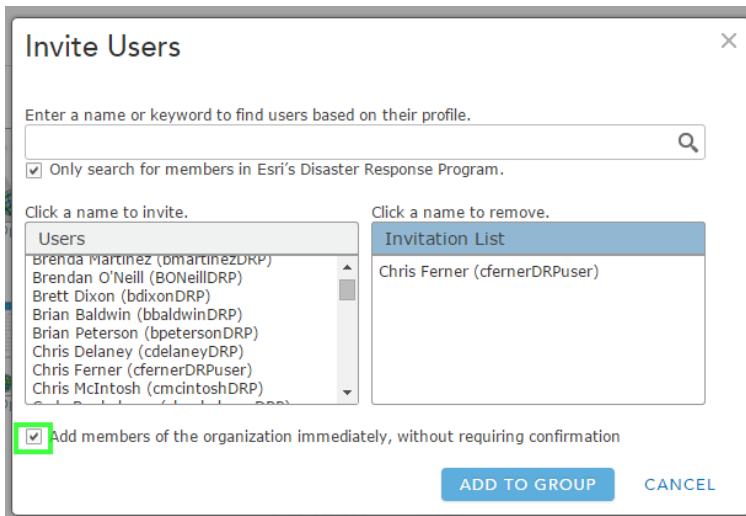 Invite Users
Enter a name or keyword to find users based on their profile.
Only search for members in Esri's Disaster Response Program.
Click a name to invite.
Users
Brenda Martinez (bmartinezDRP)
Brendan O'Neill (BONeillDRP)
Brett Dixon (bdixonDRP)
Brian Baldwin (bbaldwinDRP)
Brian Peterson (bpetersonDRP)
Chris Delaney (cdelaneyDRP)
Chris Ferner (cfernerDRPuser)
Chris McIntosh (cmcintoshDRP)
Click a name to remove.
Invitation List
Chris Ferner (cfernerDRPuser)
Add members of the organization immediately, without requiring confirmation
ADD TO GROUP
CANCEL